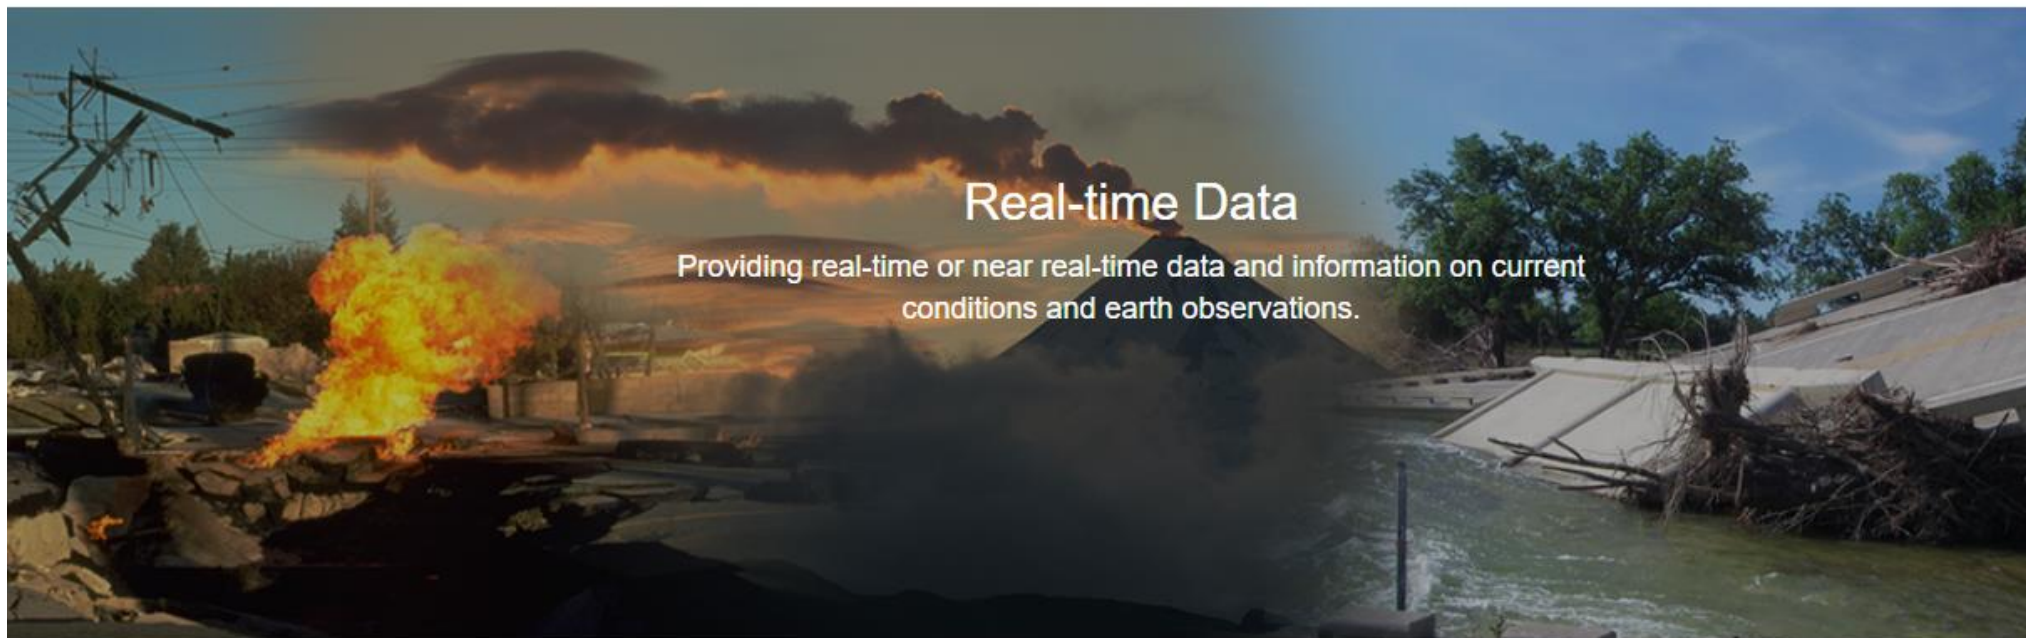 Real-time Data
Providing real-time or near real-time data and information on current
conditions and earth observations.